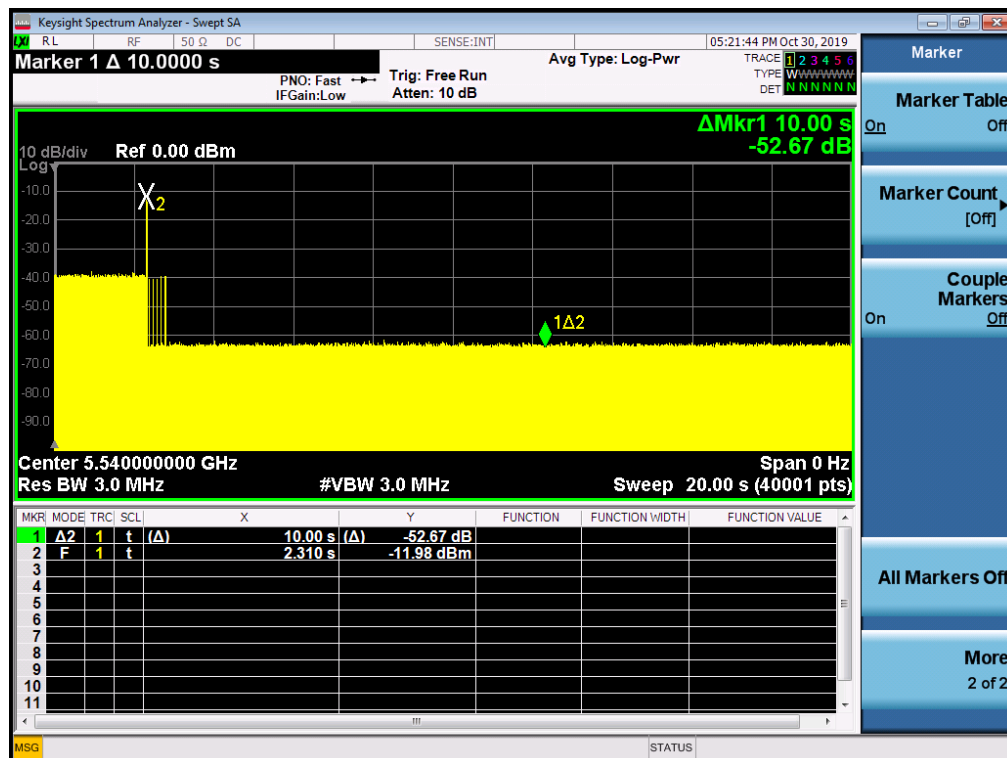 Keysight Spectrum Analyzer - Swept SA
LXI RL RF 50 Ω DC SENSE:INT 05:21:44 PM Oct 30, 2019
Marker 1 Δ 10.0000 s
PNO: Fast
IFGain:Low
Trig: Free Run
Atten: 10 dB
Avg Type: Log-Pwr
TRACE 1 2 3 4 5 6
TYPE WWWWWW
DET N N N N N N
ΔMkr1 10.00 s
-52.67 dB
10 dB/div Ref 0.00 dBm
Log
-10.0
-20.0
-30.0
-40.0
-50.0
-60.0
-70.0
-80.0
-90.0
2
1Δ2
Center 5.540000000 GHz Span 0 Hz
Res BW 3.0 MHz #VBW 3.0 MHz Sweep 20.00 s (40001 pts)
MKR MODE TRC SCL X Y FUNCTION FUNCTION WIDTH FUNCTION VALUE
1 Δ2 1 t (Δ) 10.00 s (Δ) -52.67 dB
2 F 1 t 2.310 s -11.98 dBm
3
4
5
6
7
8
9
10
11
MSG STATUS
Marker
Marker Table
On Off
Marker Count
[Off]
Couple
Markers
On Off
All Markers Off
More
2 of 2